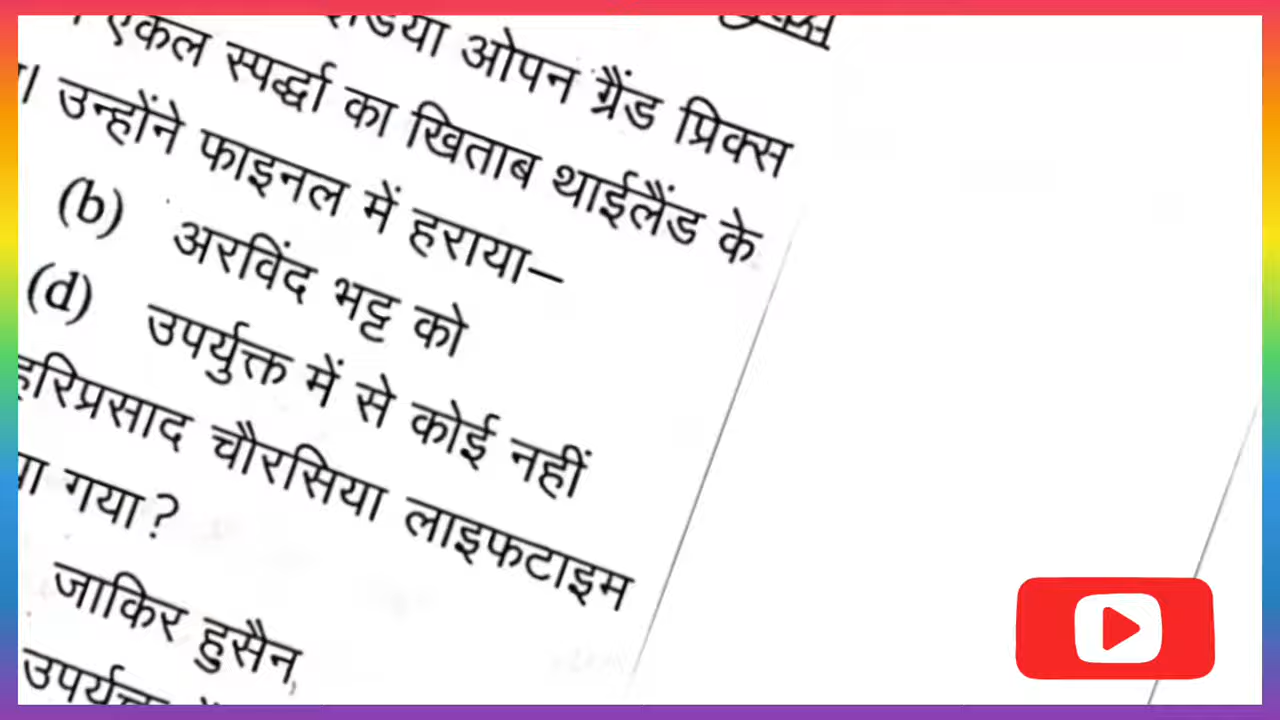 ओपन ग्रैंड प्रिक्स
एकल स्पर्द्धा का खिताब थाईलैंड के
उन्होंने फाइनल में हराया–
(b) अरविंद भट्ट को
(d) उपर्युक्त में से कोई नहीं
हरिप्रसाद चौरसिया लाइफटाइम
गया?
जाकिर हुसैन